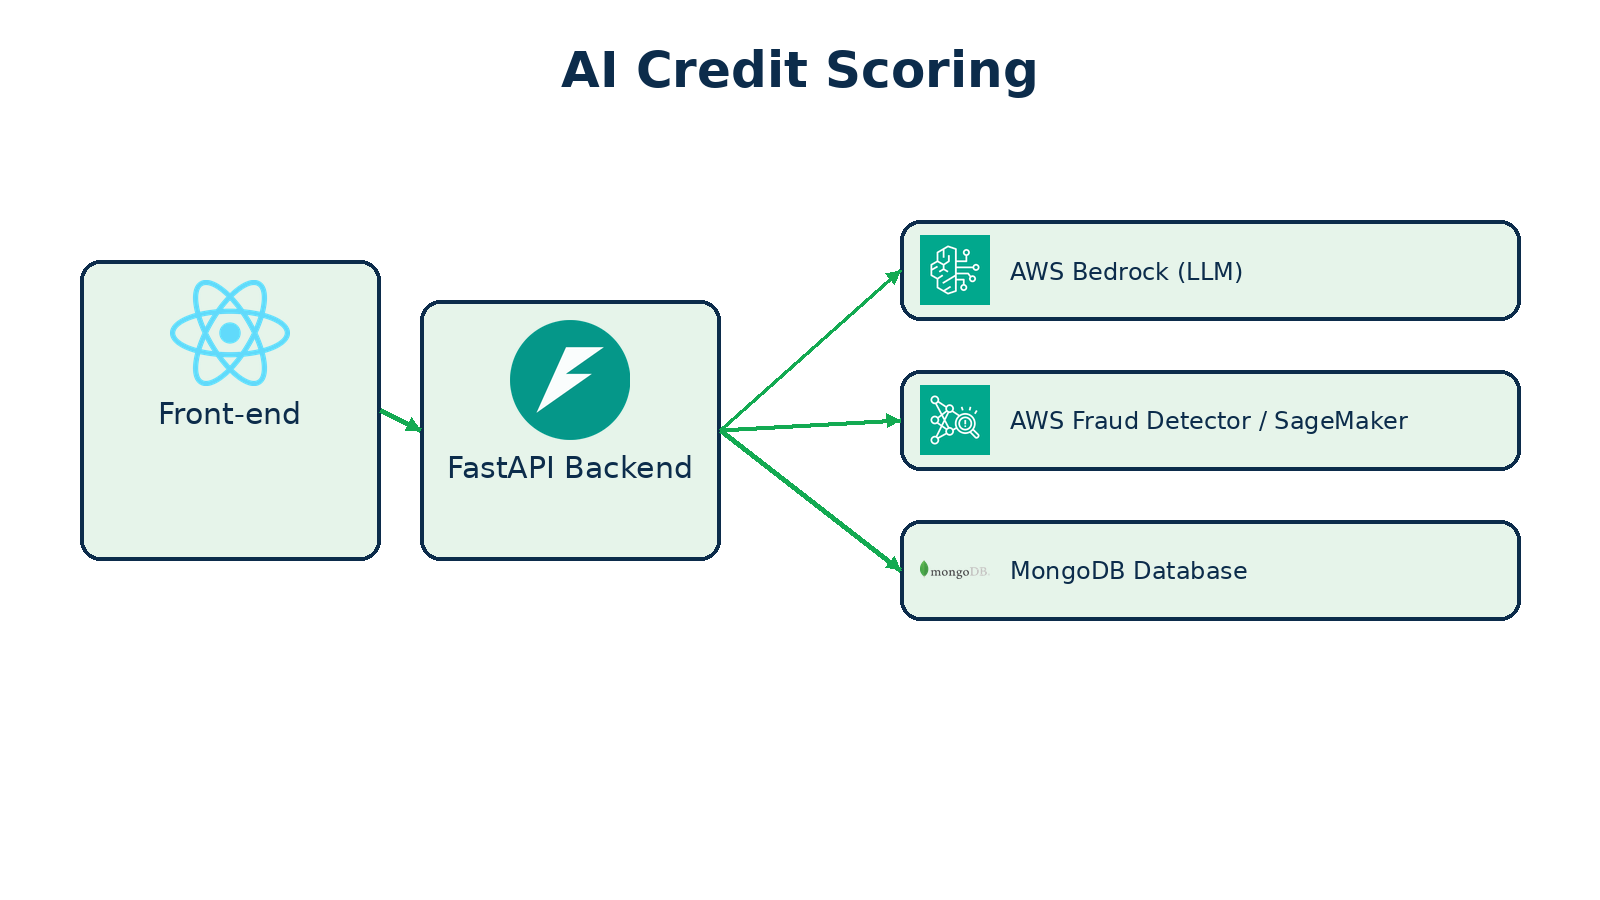 AI Credit Scoring
Front-end
FastAPI Backend
AWS Bedrock (LLM)
AWS Fraud Detector / SageMaker
mongoDB.
MongoDB Database